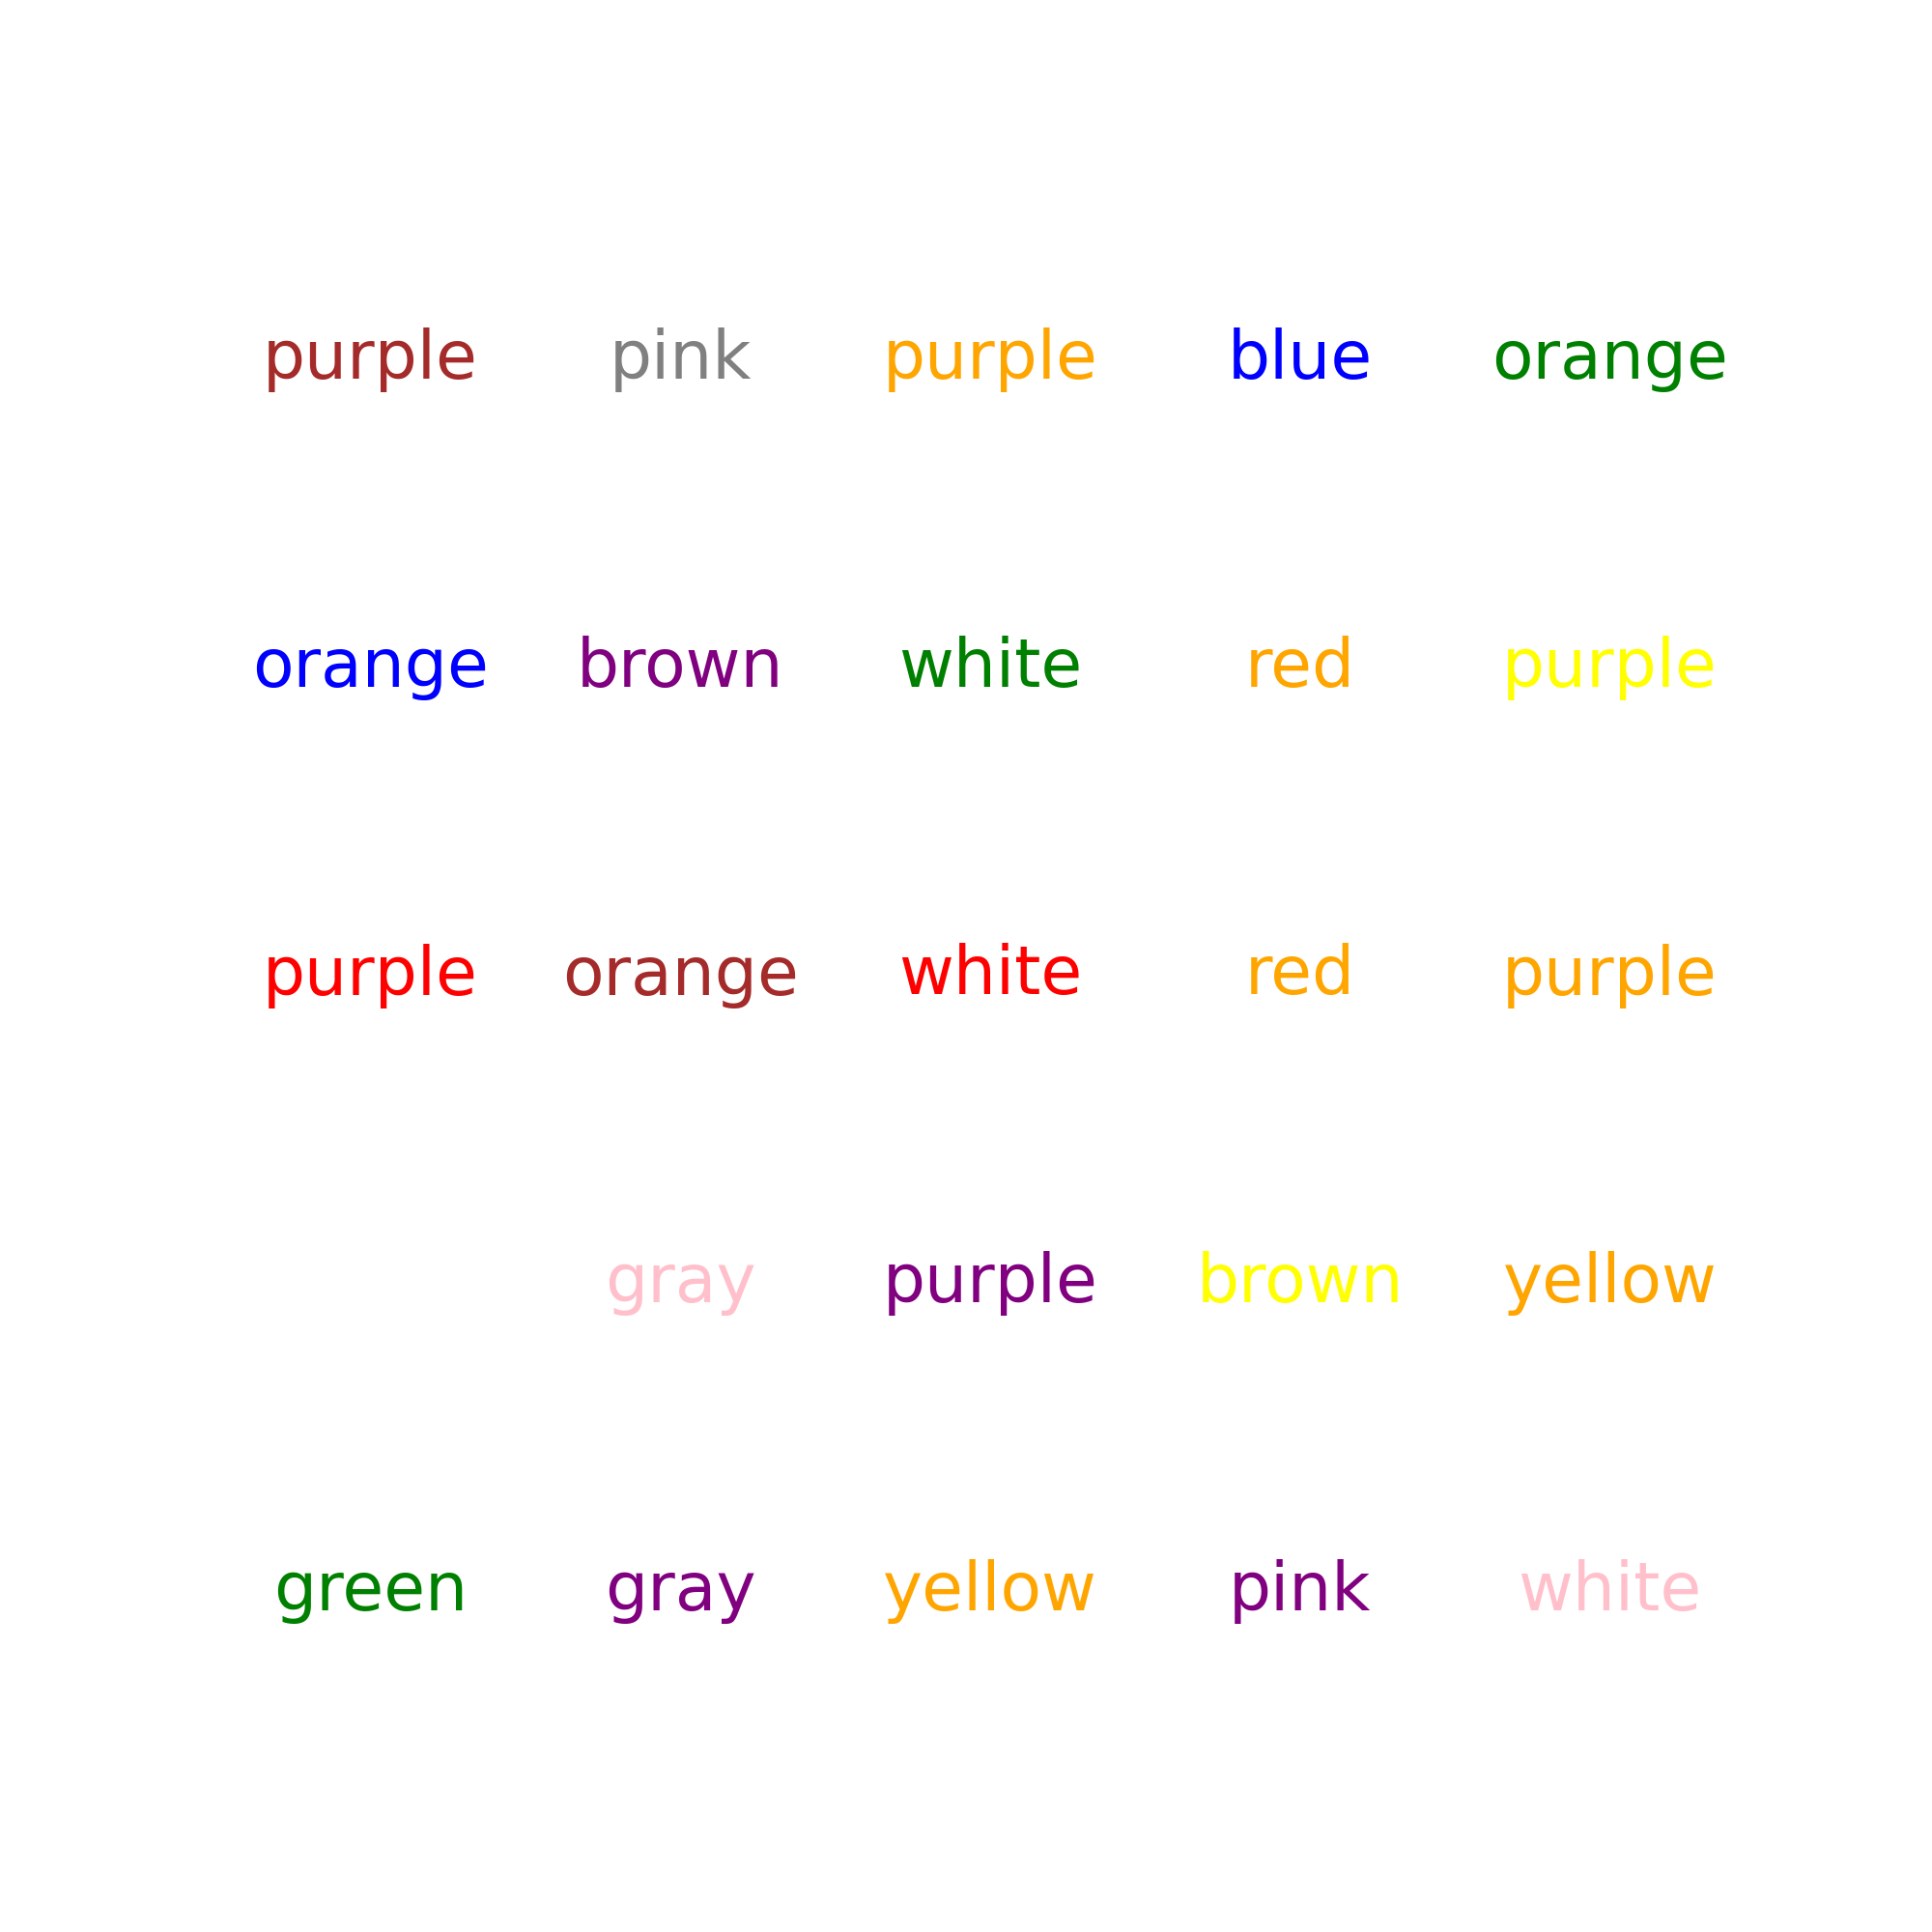 purple pink purple blue orange
orange brown white red purple
purple orange white red purple
gray purple brown yellow
green gray yellow pink white